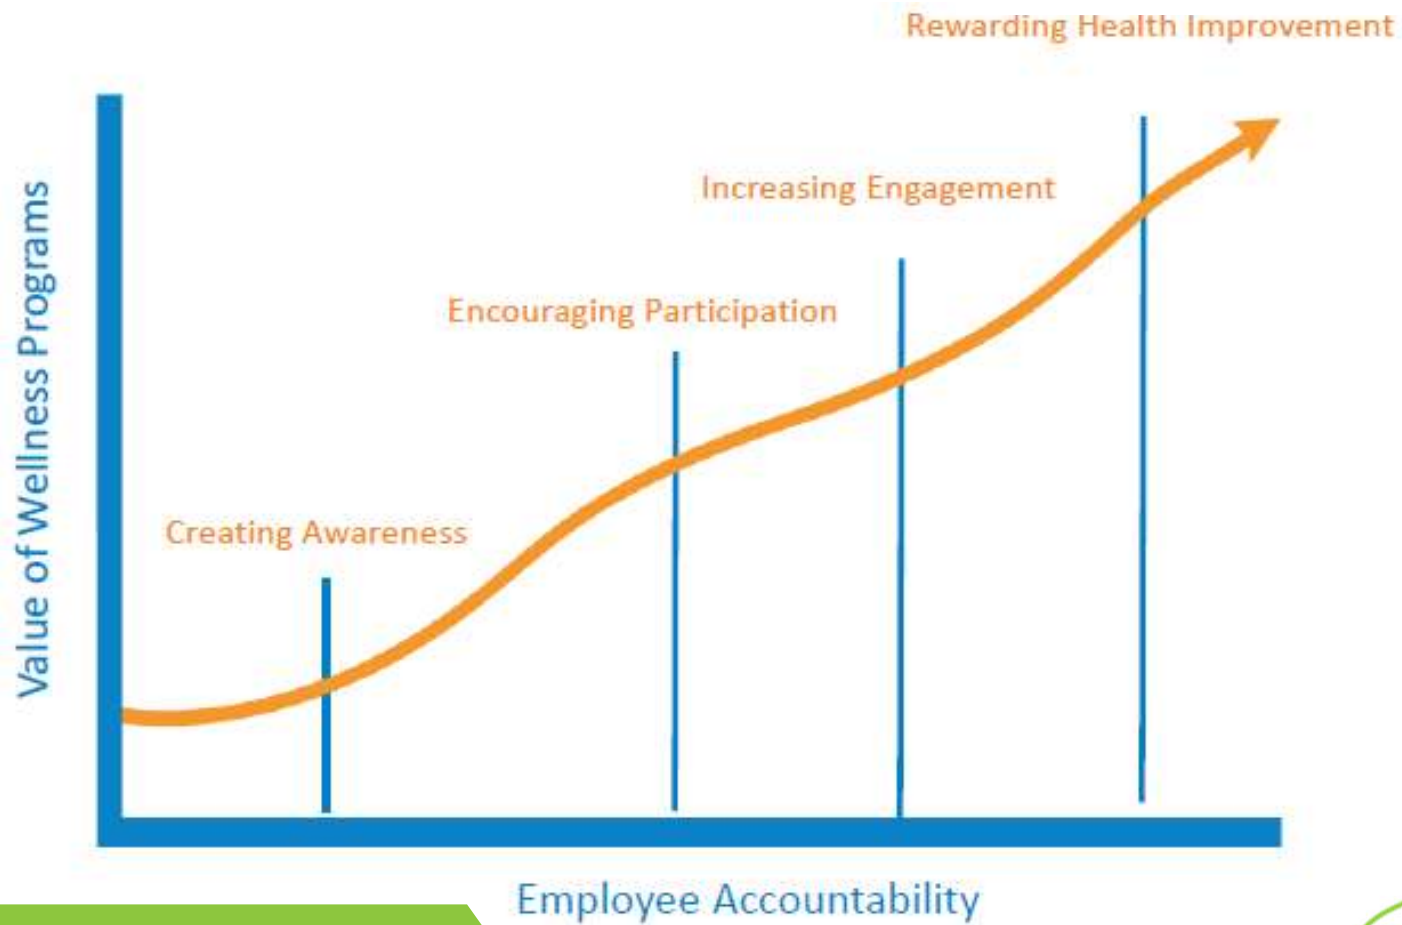 Rewarding Health Improvement
Increasing Engagement
Encouraging Participation
Creating Awareness
Value of Wellness Programs
Employee Accountability